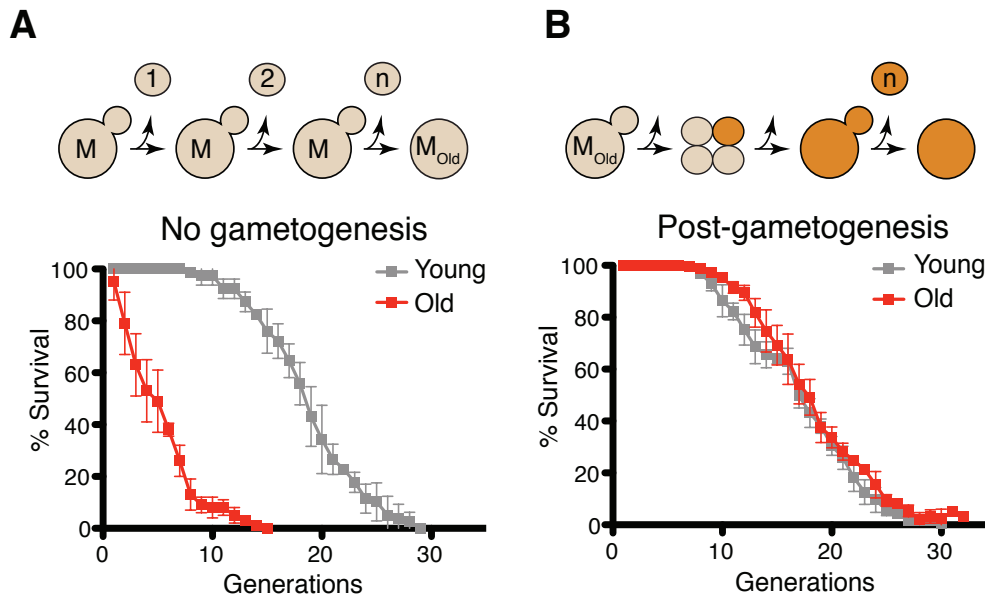 A
1 2 n
M M M M Old
No gametogenesis
Young
Old
% Survival
100
80
60
40
20
0
0 10 20 30
Generations
B
n
M Old
Post-gametogenesis
Young
Old
% Survival
100
80
60
40
20
0
0 10 20 30
Generations